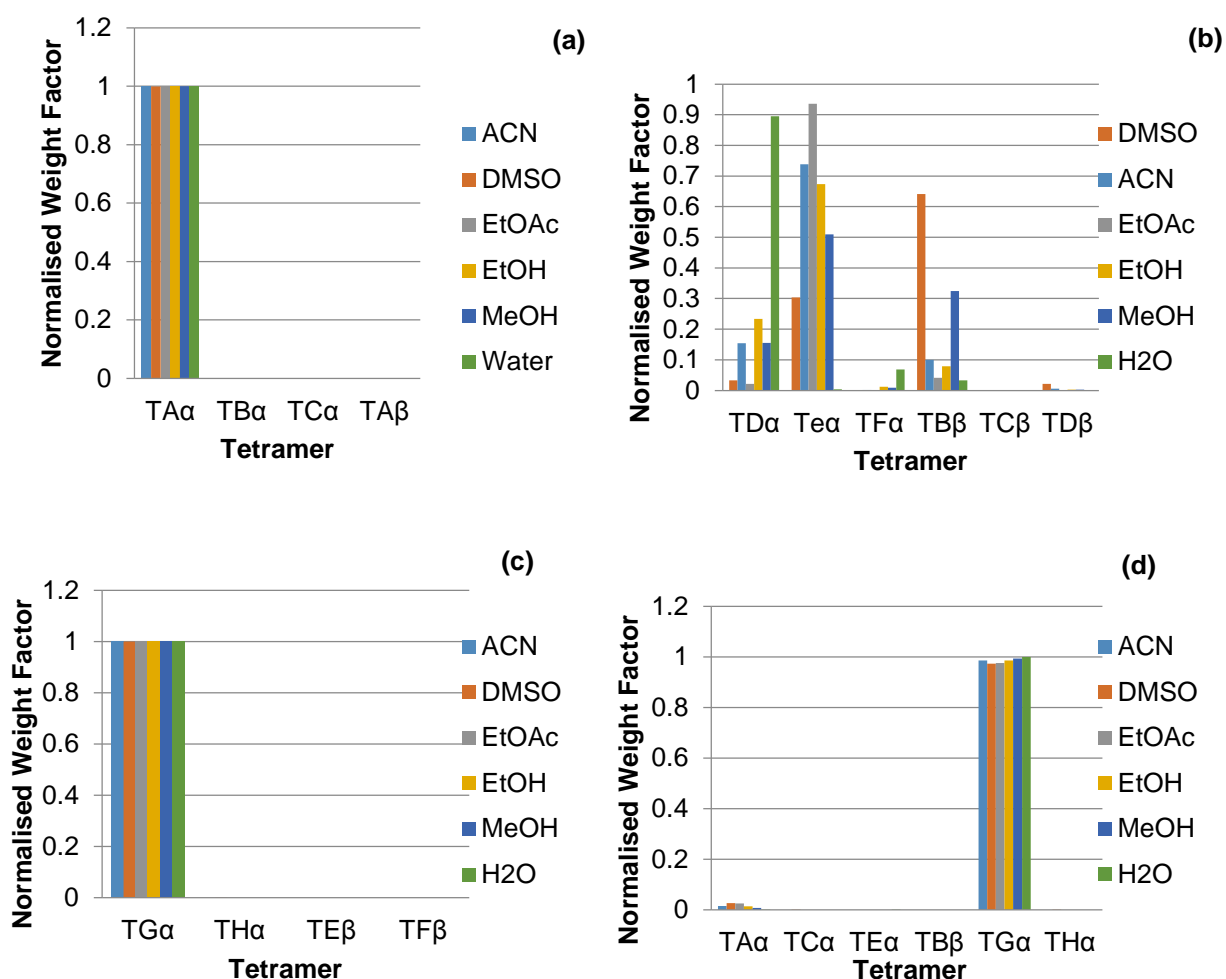 (a)
1.2
1
0.8
0.6
0.4
0.2
0
Normalised Weight Factor
TAα TBα TCα TAβ
Tetramer
ACN
DMSO
EtOAc
EtOH
MeOH
Water
(b)
1
0.9
0.8
0.7
0.6
0.5
0.4
0.3
0.2
0.1
0
Normalised Weight Factor
TDα Teα TFα TBβ TCβ TDβ
Tetramer
DMSO
ACN
EtOAc
EtOH
MeOH
H2O
(c)
1.2
1
0.8
0.6
0.4
0.2
0
Normalised Weight Factor
TGα THα TEβ TFβ
Tetramer
ACN
DMSO
EtOAc
EtOH
MeOH
H2O
(d)
1.2
1
0.8
0.6
0.4
0.2
0
Normalised Weight Factor
TAα TCα TEα TBβ TGα THα
Tetramer
ACN
DMSO
EtOAc
EtOH
MeOH
H2O